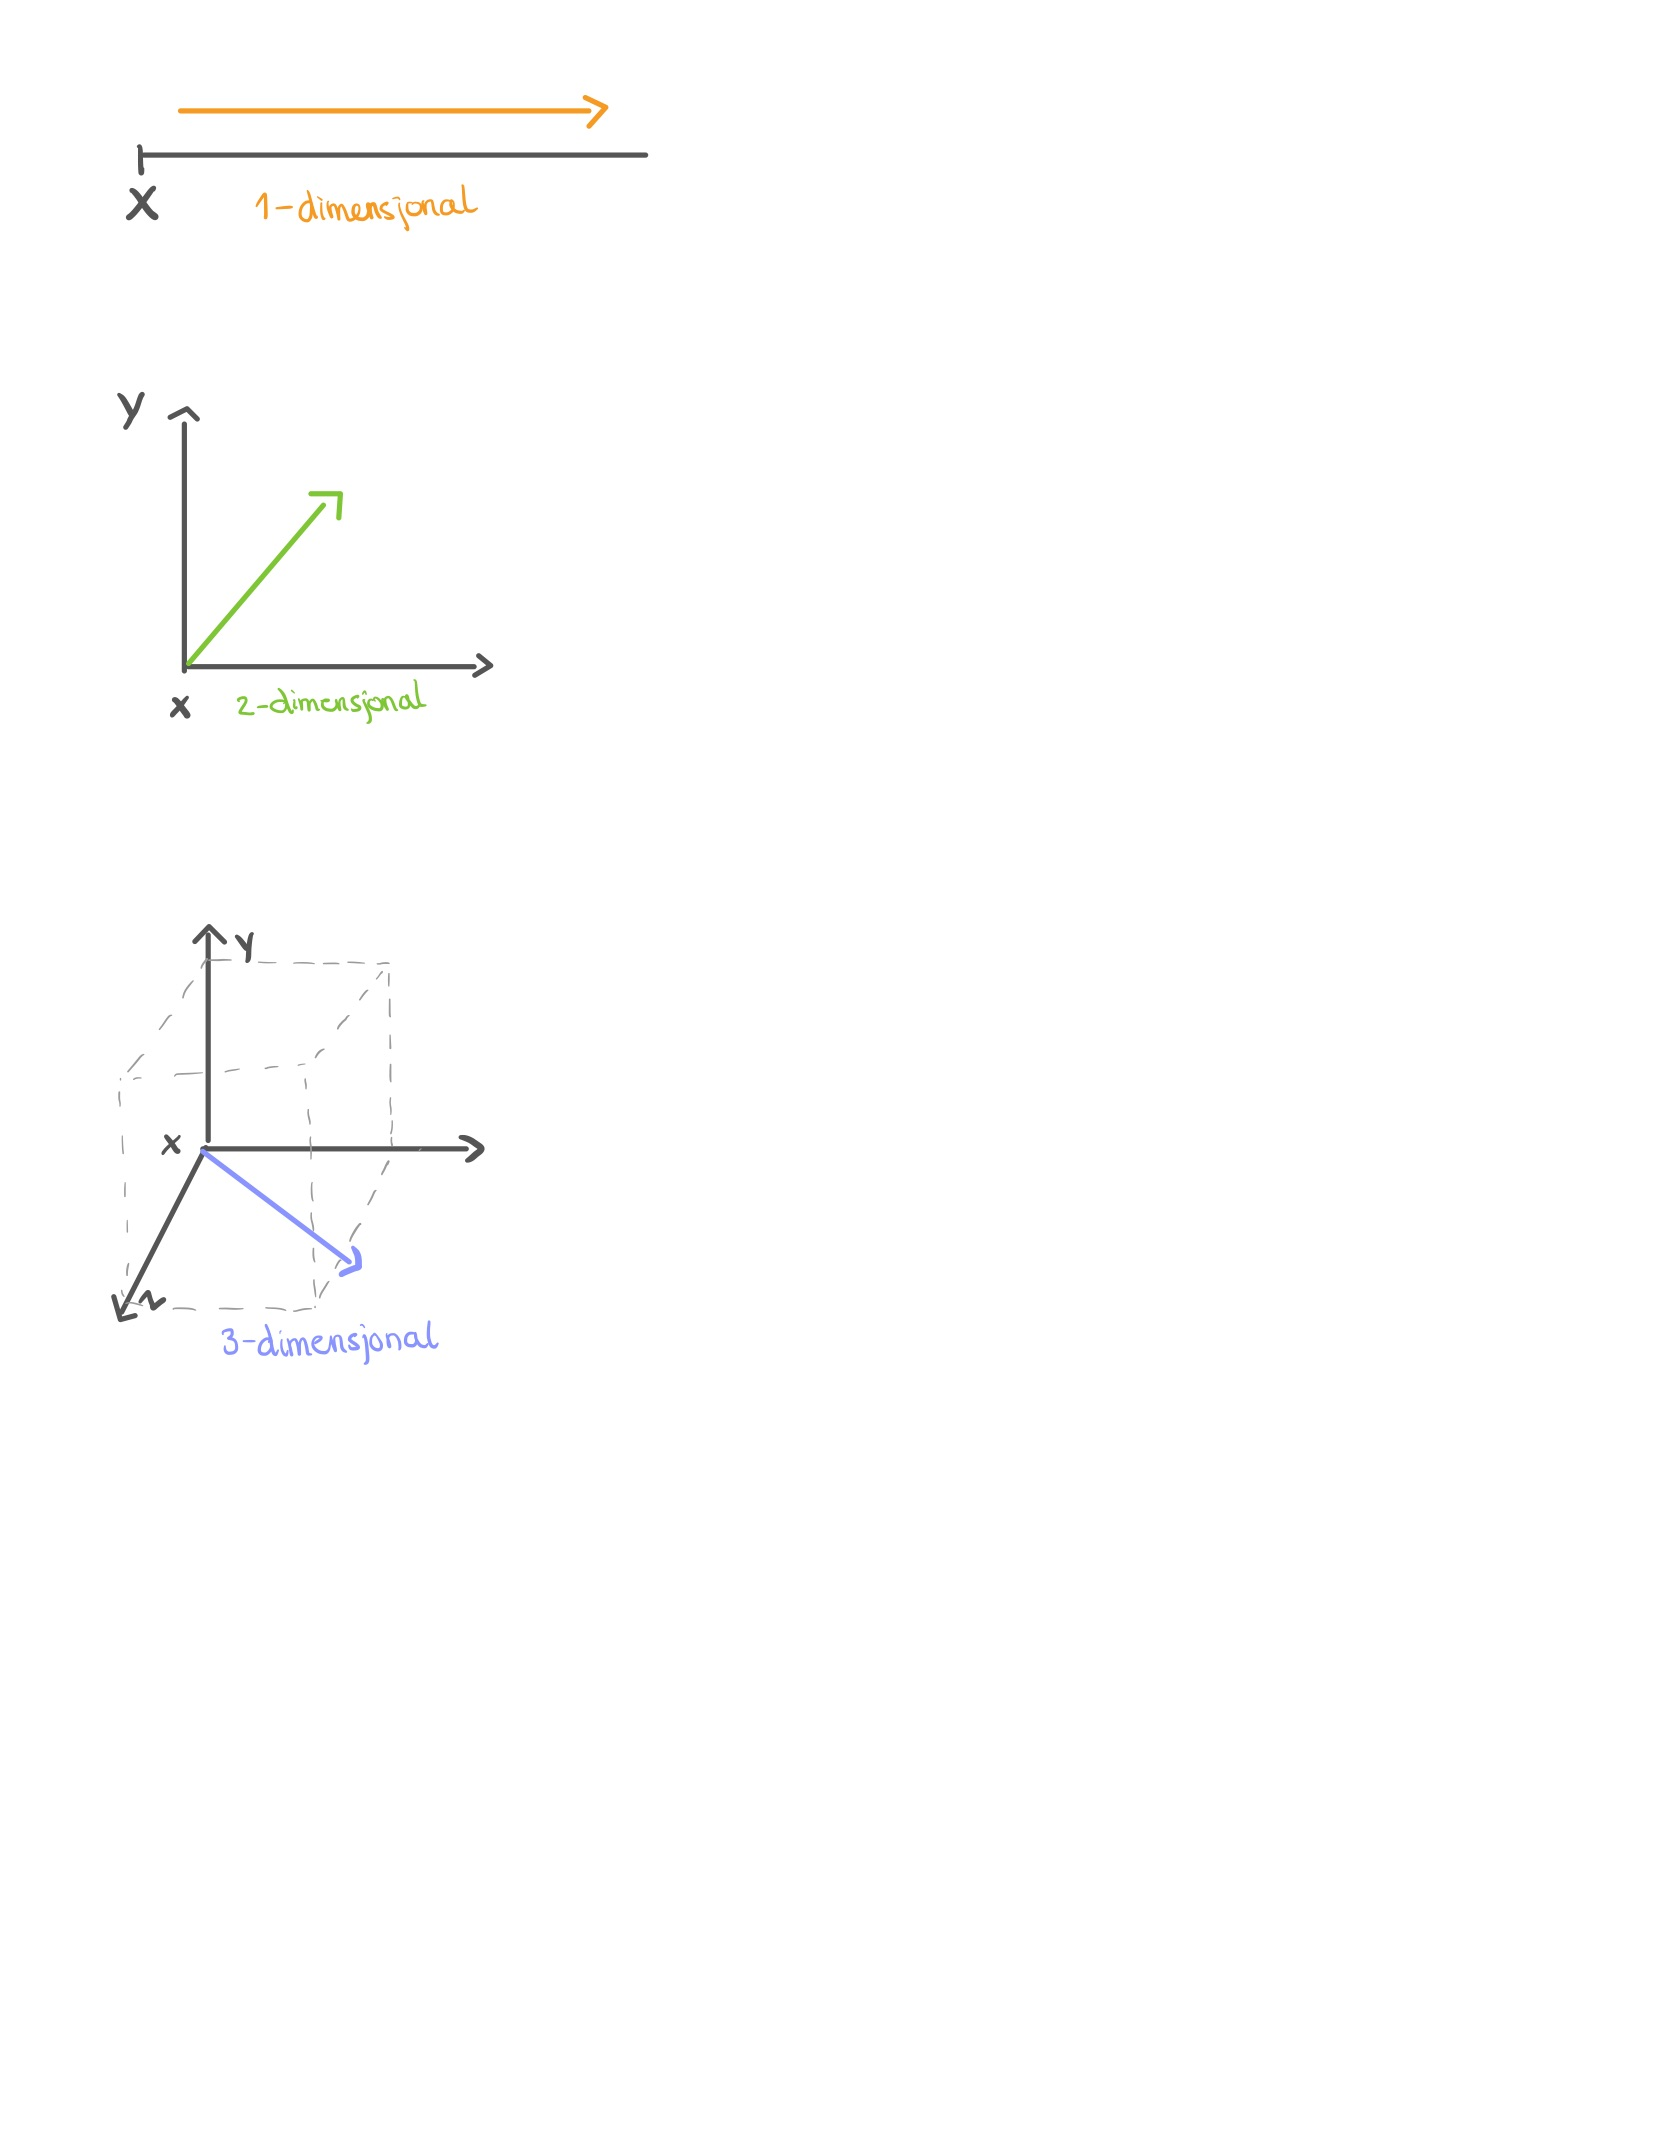 X
1-dimensjonal
y
x
2-dimensjonal
y
x
z
3-dimensjonal